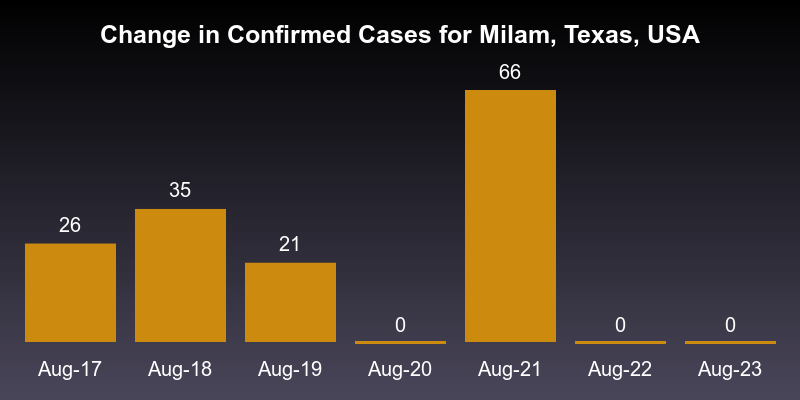 Change in Confirmed Cases for Milam, Texas, USA
66
35
26
21
0
0
0
Aug-17
Aug-18
Aug-19
Aug-20
Aug-21
Aug-22
Aug-23